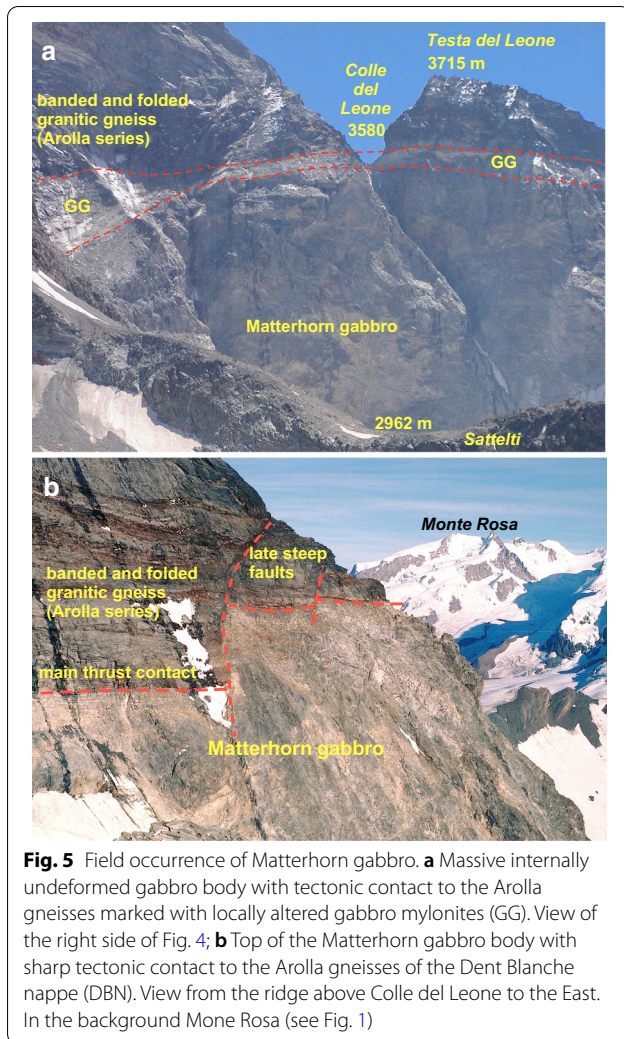 a
Testa del Leone
3715 m
Colle
del
Leone
3580
banded and folded
granitic gneiss
(Arolla series)
GG
GG
Matterhorn gabbro
2962 m
Sattelti
b
Monte Rosa
late steep
faults
banded and folded
granitic gneiss
(Arolla series)
main thrust contact
Matterhorn gabbro
Fig. 5 Field occurrence of Matterhorn gabbro. a Massive internally
undeformed gabbro body with tectonic contact to the Arolla
gneisses marked with locally altered gabbro mylonites (GG). View of
the right side of Fig. 4; b Top of the Matterhorn gabbro body with
sharp tectonic contact to the Arolla gneisses of the Dent Blanche
nappe (DBN). View from the ridge above Colle del Leone to the East.
In the background Mone Rosa (see Fig. 1)